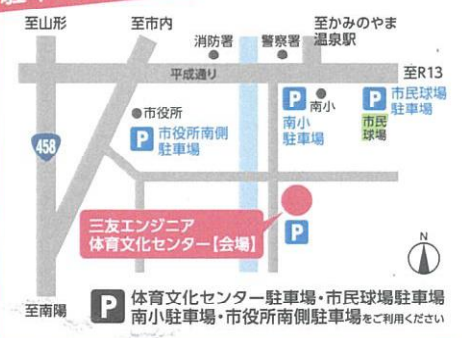 至山形
至市内
至かみのやま
温泉駅
消防署
警察署
平成通り
至R13
市役所
P 市役所南側
駐車場
P
南小
南小
駐車場
P 市民球場
駐車場
市民
球場
458
三友エンジニア
体育文化センター【会場】
P
N
至南陽
P 体育文化センター駐車場・市民球場駐車場
南小駐車場・市役所南側駐車場をご利用ください